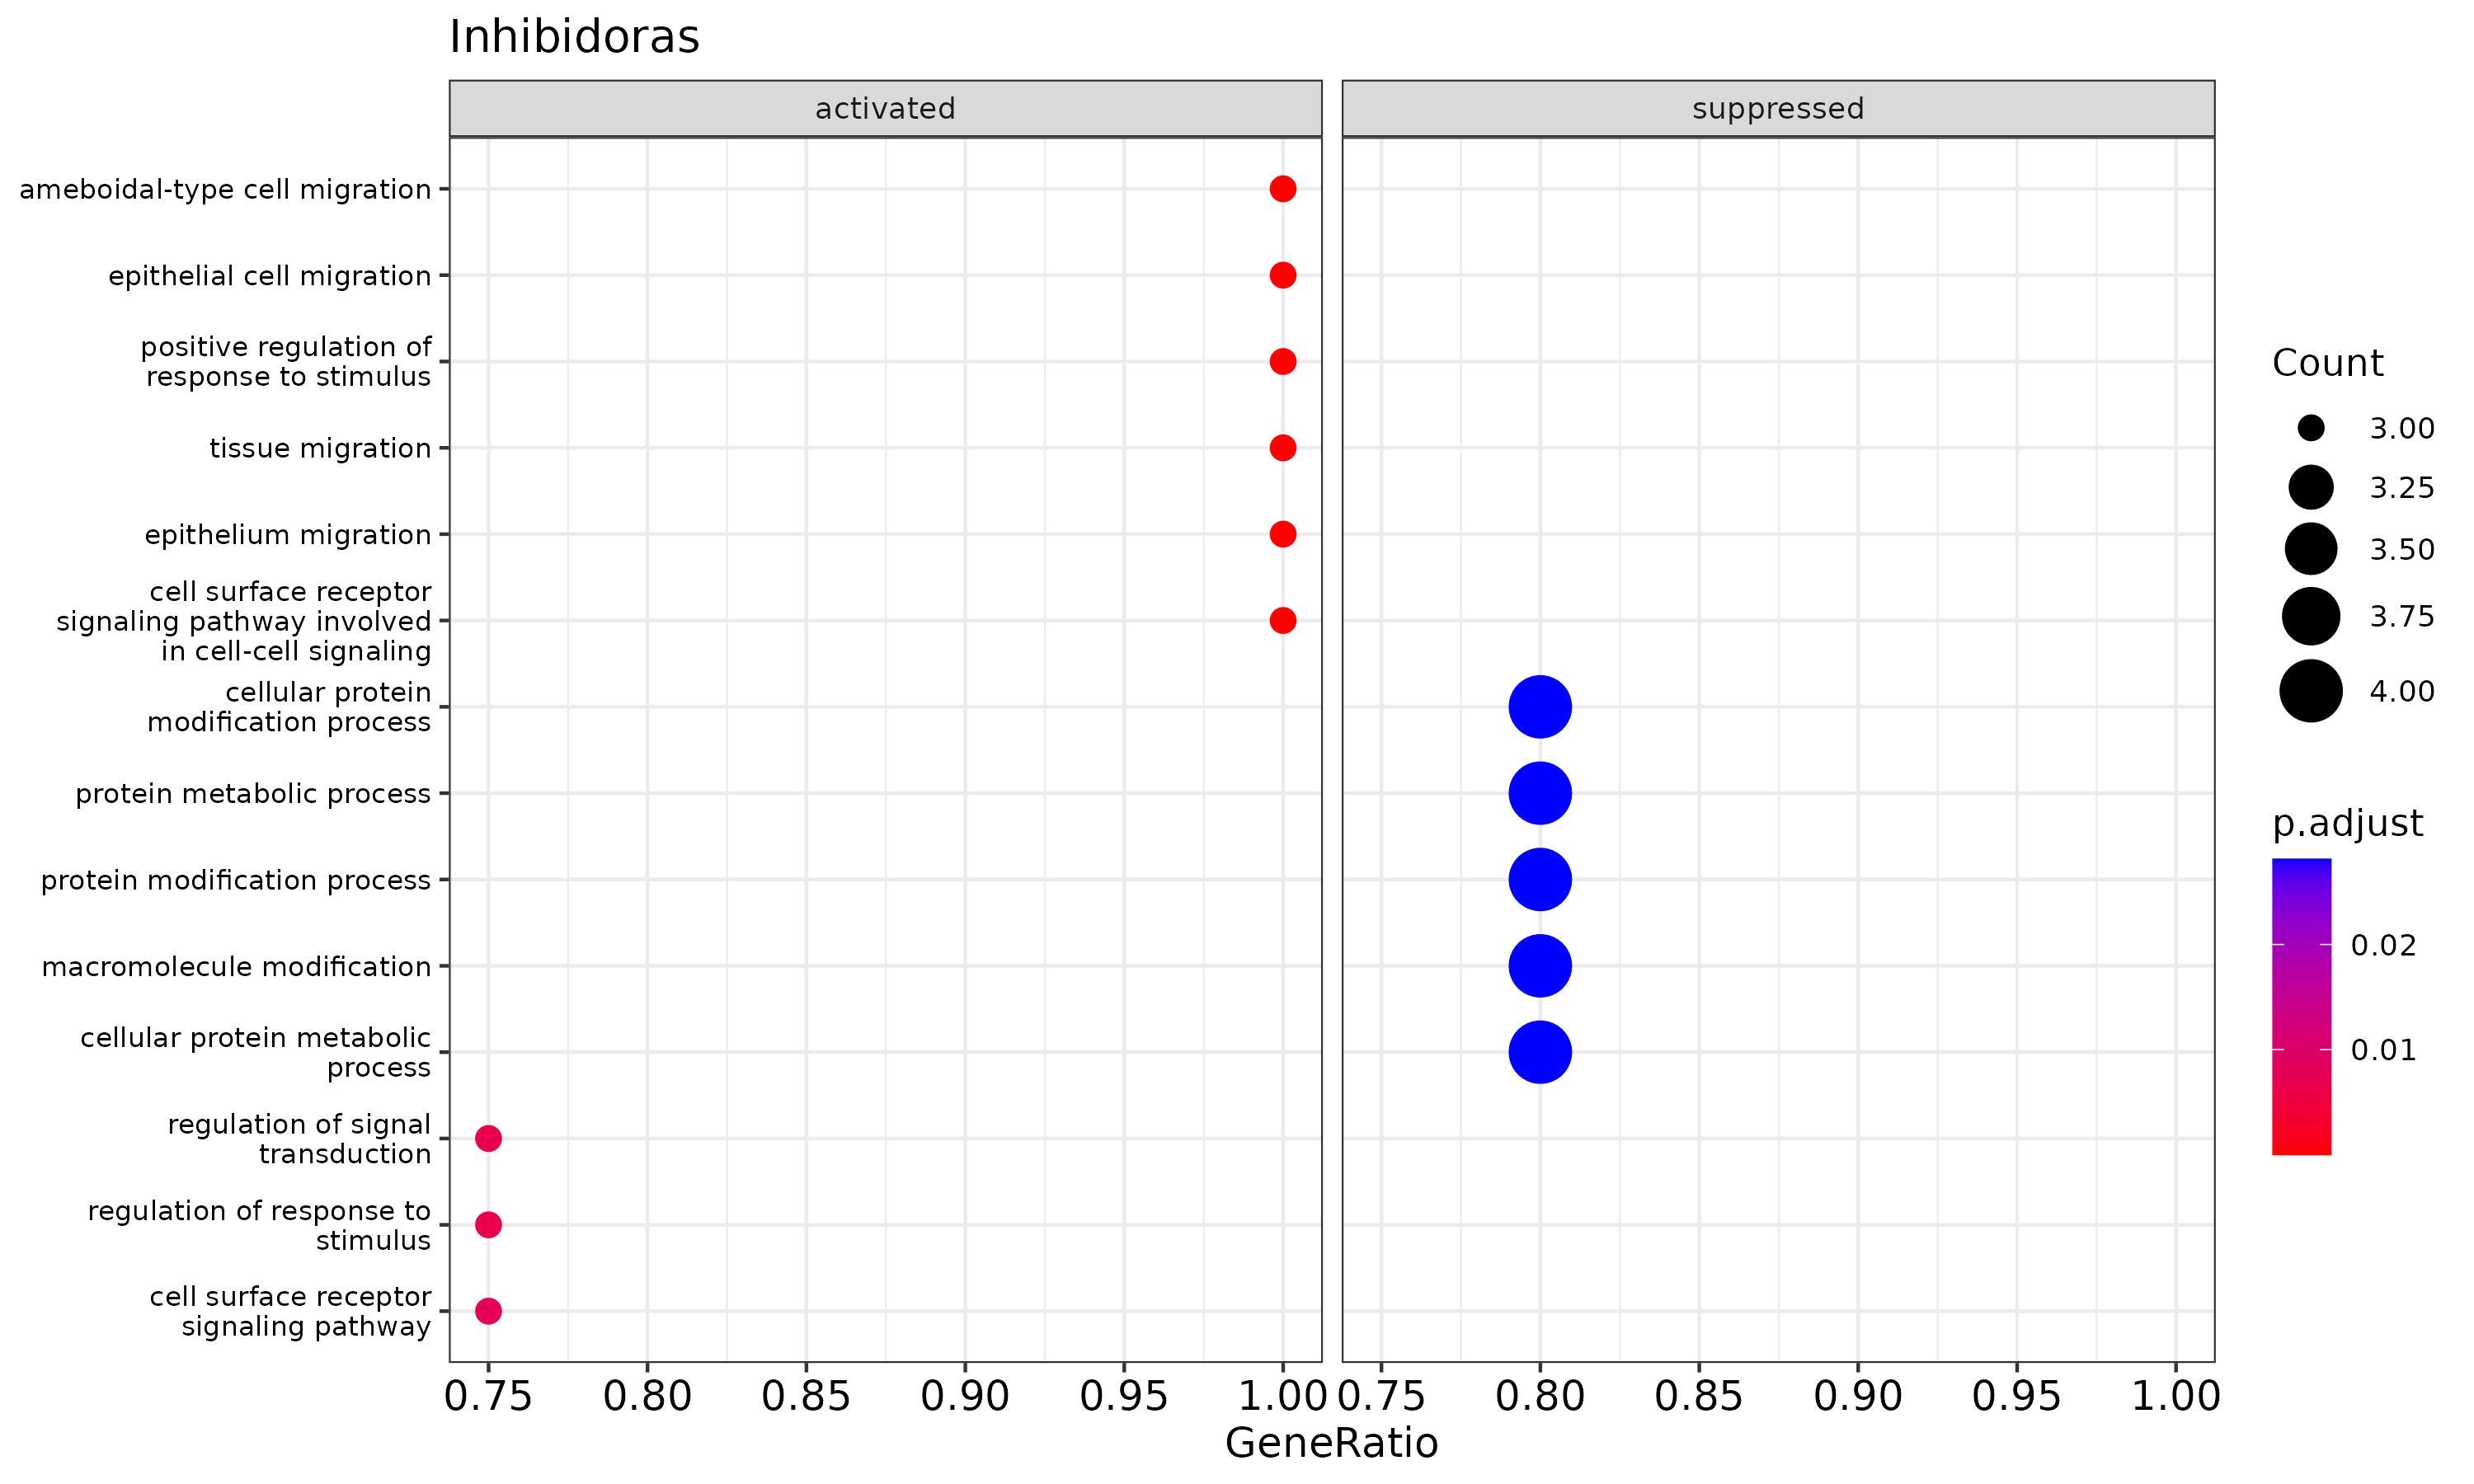 Inhibidoras
activated
suppressed
ameboidal-type cell migration
epithelial cell migration
positive regulation of
response to stimulus
tissue migration
epithelium migration
cell surface receptor
signaling pathway involved
in cell-cell signaling
cellular protein
modification process
protein metabolic process
protein modification process
macromolecule modification
cellular protein metabolic
process
regulation of signal
transduction
regulation of response to
stimulus
cell surface receptor
signaling pathway
0.75 0.80 0.85 0.90 0.95 1.00
0.75 0.80 0.85 0.90 0.95 1.00
GeneRatio
Count
3.00
3.25
3.50
3.75
4.00
p.adjust
0.02
0.01